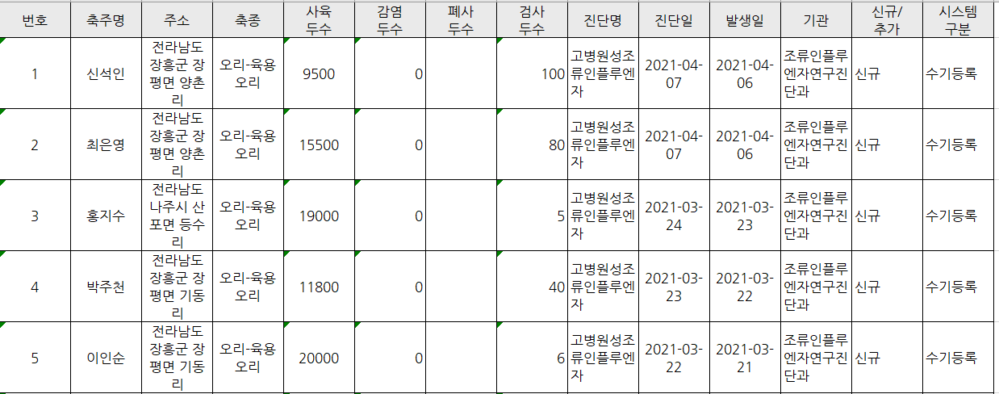 번호 축주명 주소 축종 사육 두수 감염 두수 폐사 두수 검사 두수 진단명 진단일 발생일 기관 신규/ 추가 시스템 구분
1 신석인 전라남도 장흥군 장평면 양촌리 오리-육용오리 9500 0 100 고병원성조류인플루엔자 2021-04-07 2021-04-06 조류인플루엔자연구진단과 신규 수기등록
2 최은영 전라남도 장흥군 장평면 양촌리 오리-육용오리 15500 0 80 고병원성조류인플루엔자 2021-04-07 2021-04-06 조류인플루엔자연구진단과 신규 수기등록
3 홍지수 전라남도 나주시 산포면 등수리 오리-육용오리 19000 0 5 고병원성조류인플루엔자 2021-03-24 2021-03-23 조류인플루엔자연구진단과 신규 수기등록
4 박주천 전라남도 장흥군 장평면 기동리 오리-육용오리 11800 0 40 고병원성조류인플루엔자 2021-03-23 2021-03-22 조류인플루엔자연구진단과 신규 수기등록
5 이인순 전라남도 장흥군 장평면 기동리 오리-육용오리 20000 0 6 고병원성조류인플루엔자 2021-03-22 2021-03-21 조류인플루엔자연구진단과 신규 수기등록